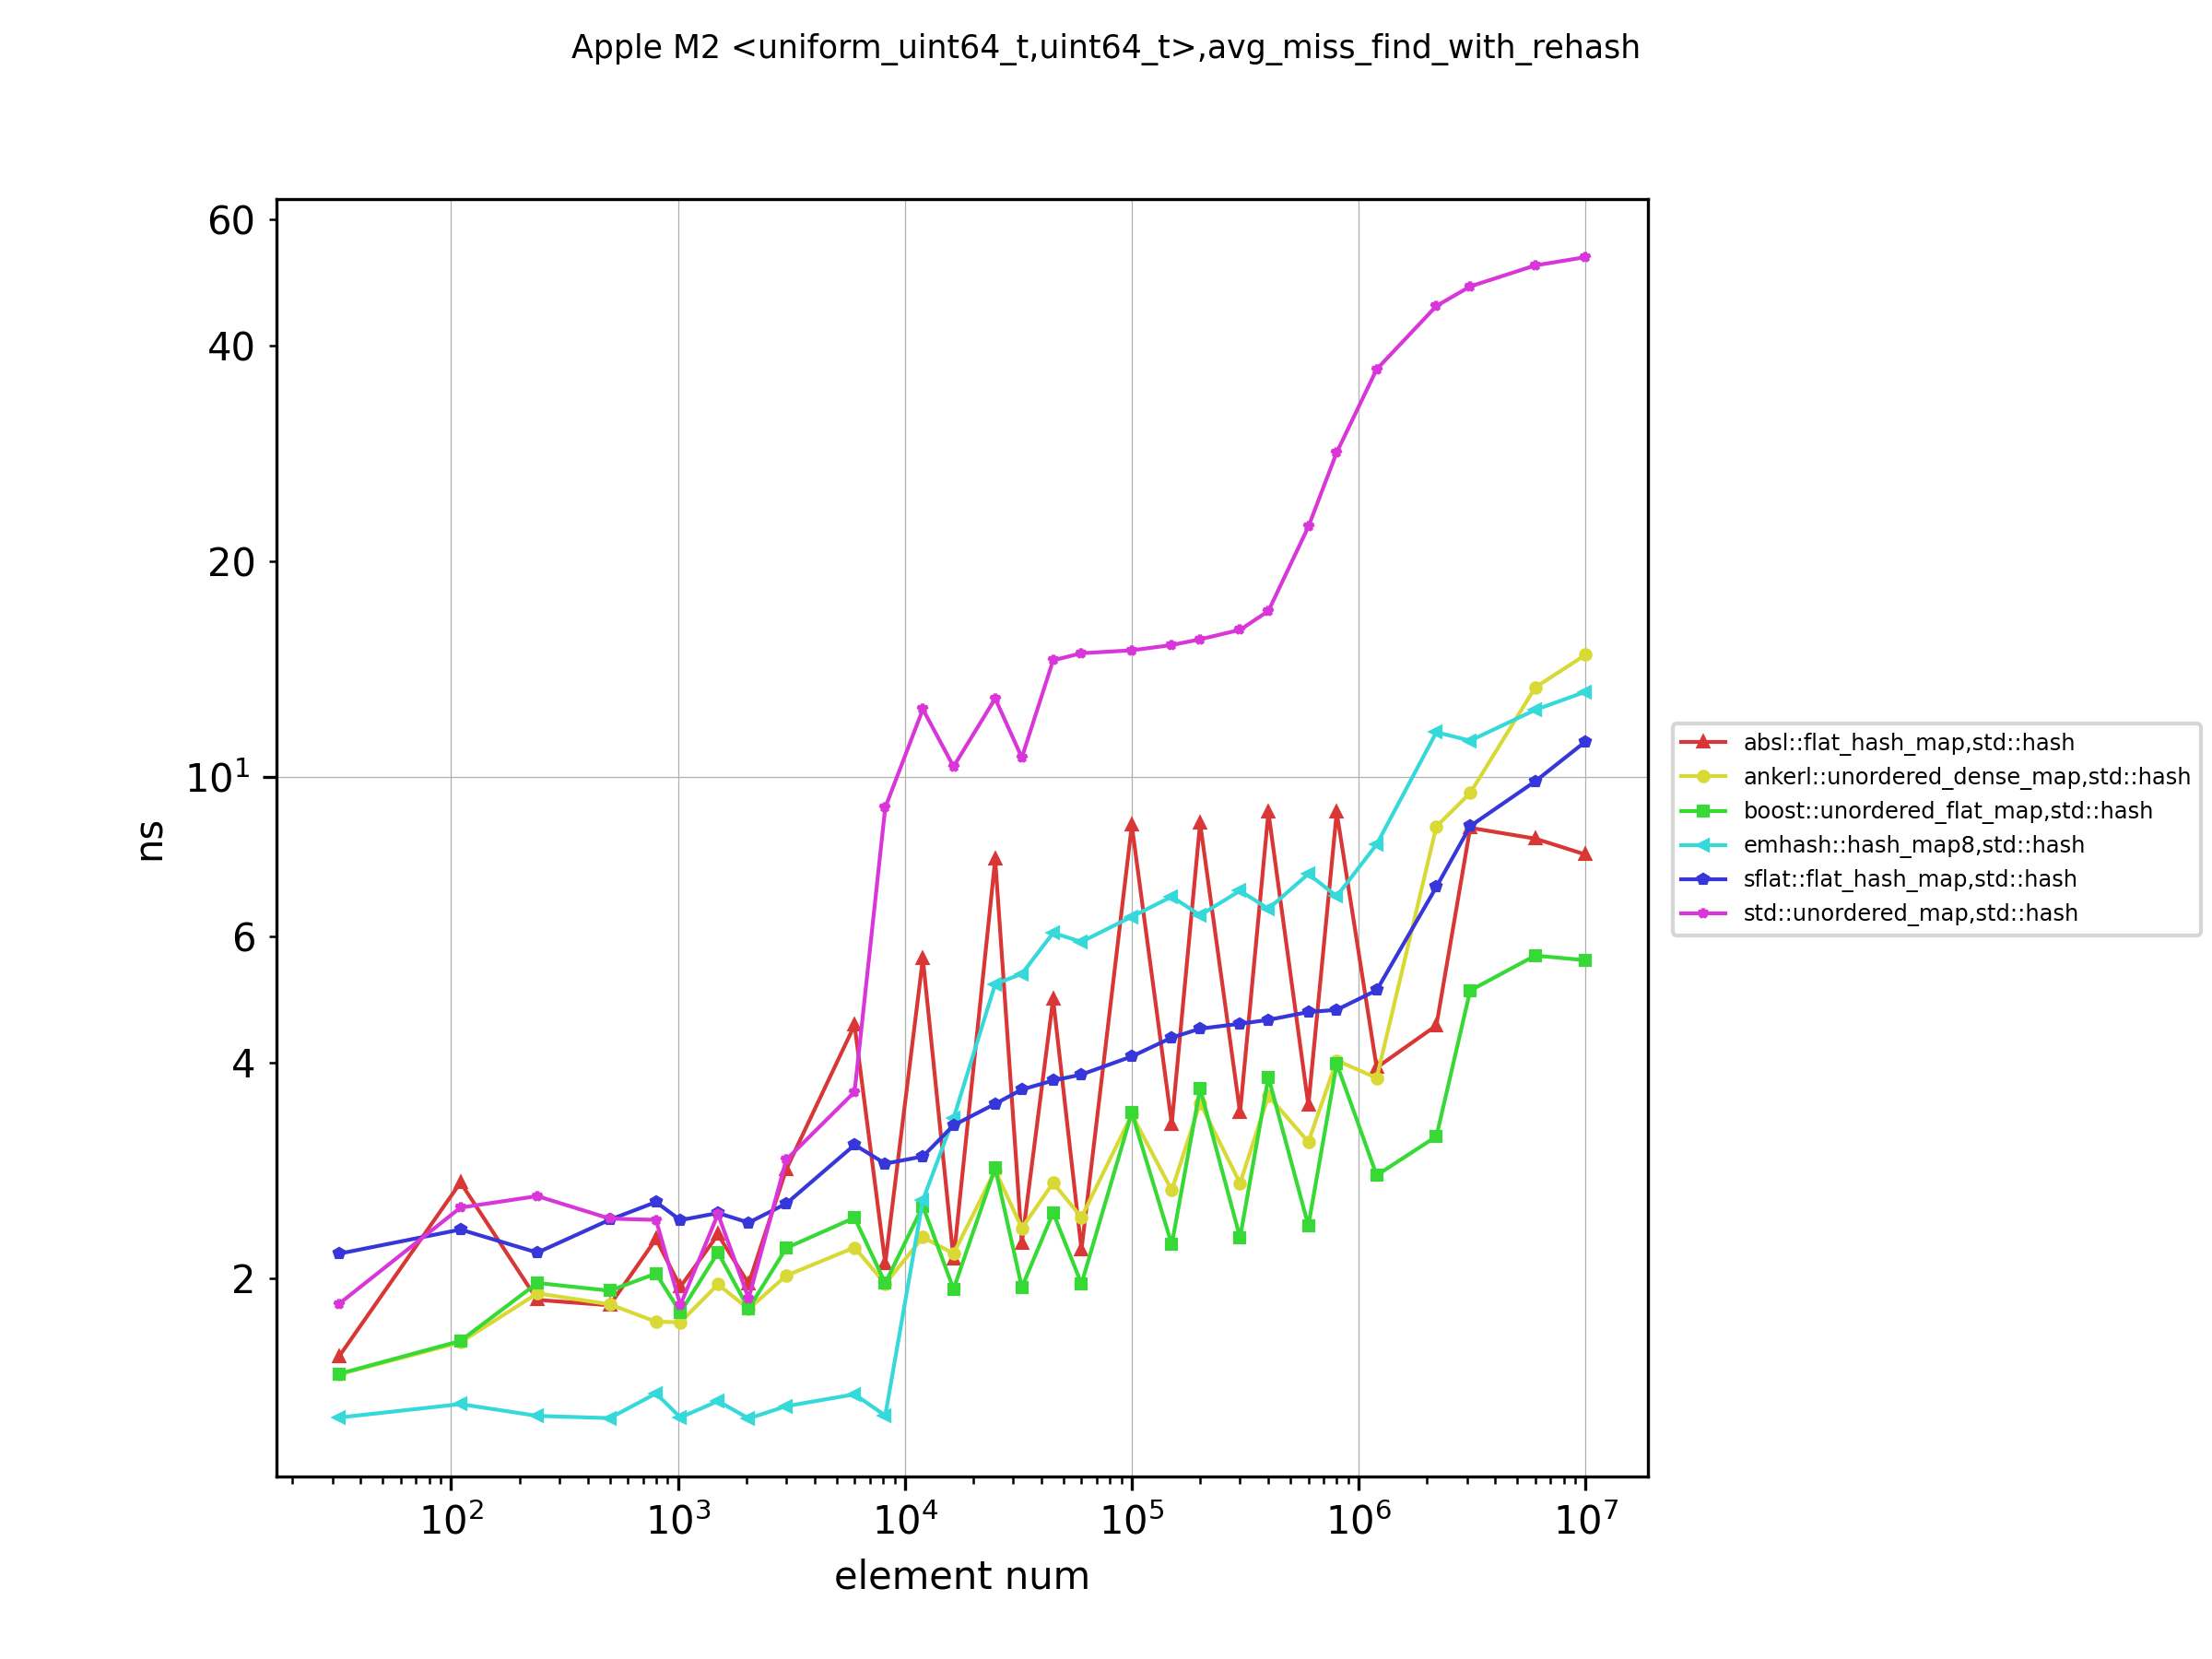 Apple M2 <uniform_uint64_t,uint64_t>,avg_miss_find_with_rehash
60
40
20
10¹
6
4
2
ns
10² 10³ 10⁴ 10⁵ 10⁶ 10⁷
element num
absl::flat_hash_map,std::hash
ankerl::unordered_dense_map,std::hash
boost::unordered_flat_map,std::hash
emhash::hash_map8,std::hash
sflat::flat_hash_map,std::hash
std::unordered_map,std::hash